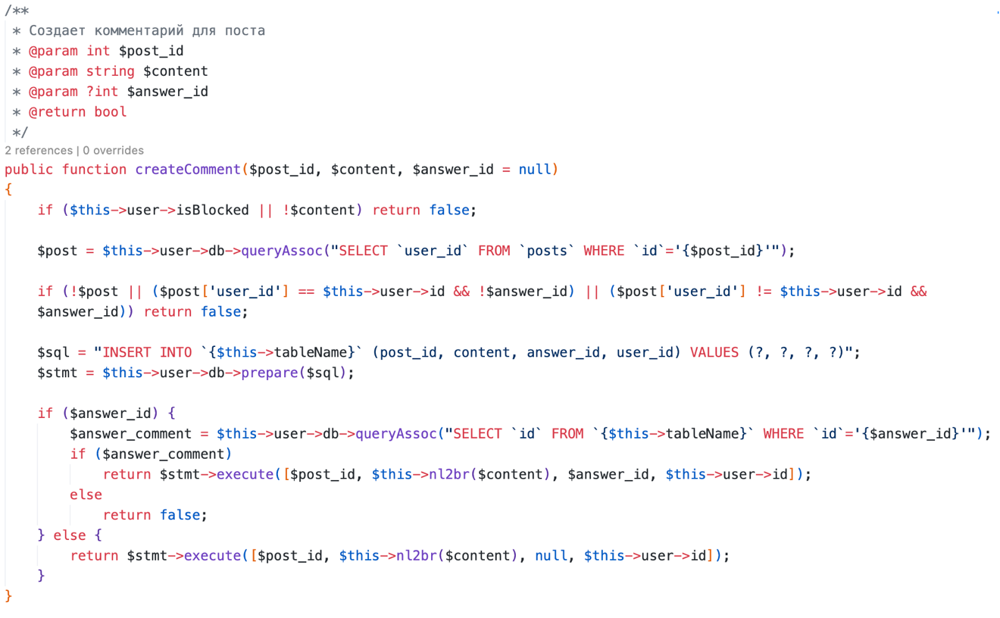 /**
 * Создает комментарий для поста
 * @param int $post_id
 * @param string $content
 * @param ?int $answer_id
 * @return bool
 */
2 references | 0 overrides
public function createComment($post_id, $content, $answer_id = null)
{
    if ($this->user->isBlocked || !$content) return false;

    $post = $this->user->db->queryAssoc("SELECT `user_id` FROM `posts` WHERE `id`='{$post_id}'");

    if (!$post || ($post['user_id'] == $this->user->id && !$answer_id) || ($post['user_id'] != $this->user->id &&
    $answer_id)) return false;

    $sql = "INSERT INTO `{$this->tableName}` (post_id, content, answer_id, user_id) VALUES (?, ?, ?, ?)";
    $stmt = $this->user->db->prepare($sql);

    if ($answer_id) {
        $answer_comment = $this->user->db->queryAssoc("SELECT `id` FROM `{$this->tableName}` WHERE `id`='{$answer_id}'");
        if ($answer_comment)
            return $stmt->execute([$post_id, $this->nl2br($content), $answer_id, $this->user->id]);
        else
            return false;
    } else {
        return $stmt->execute([$post_id, $this->nl2br($content), null, $this->user->id]);
    }
}